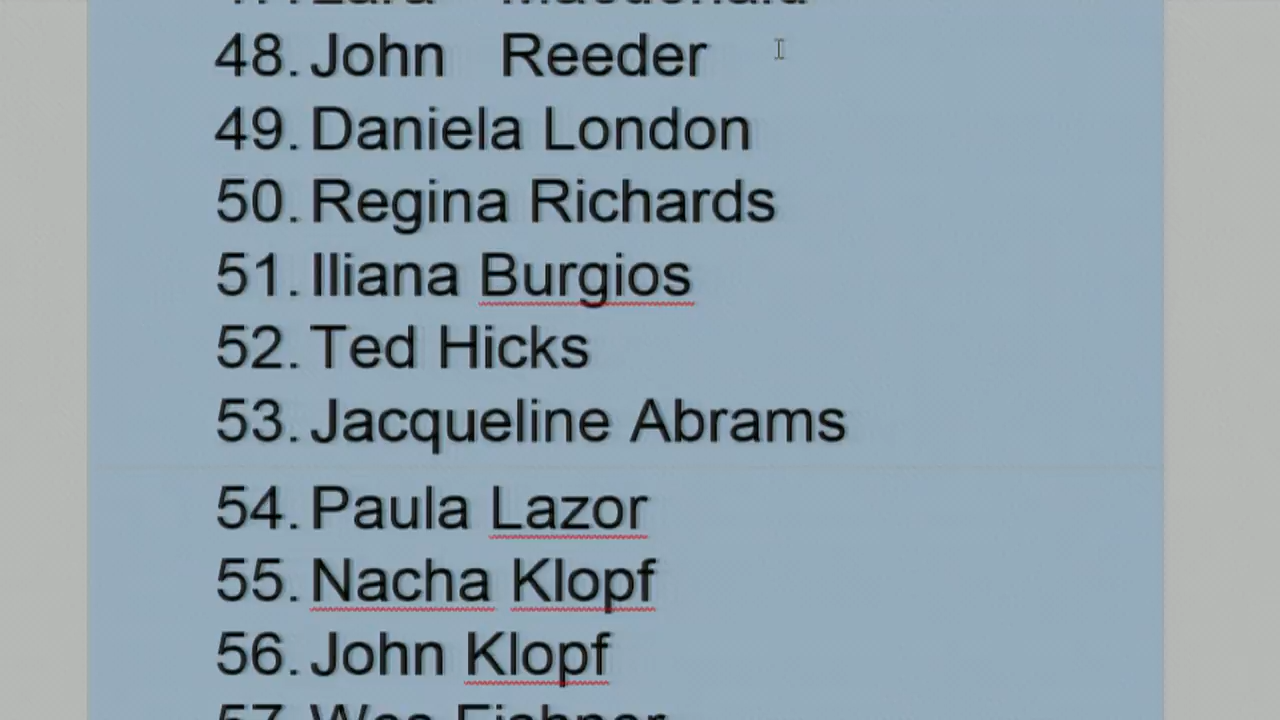 48. John Reeder
49. Daniela London
50. Regina Richards
51. Iliana Burgios
52. Ted Hicks
53. Jacqueline Abrams
54. Paula Lazor
55. Nacha Klopf
56. John Klopf
57.